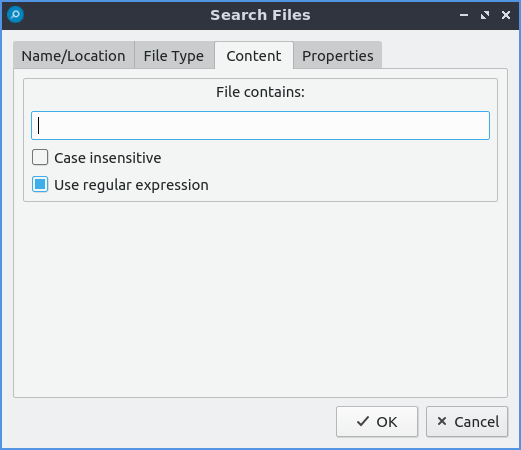 Search Files
Name/Location File Type Content Properties
File contains:
Case insensitive
Use regular expression
OK Cancel